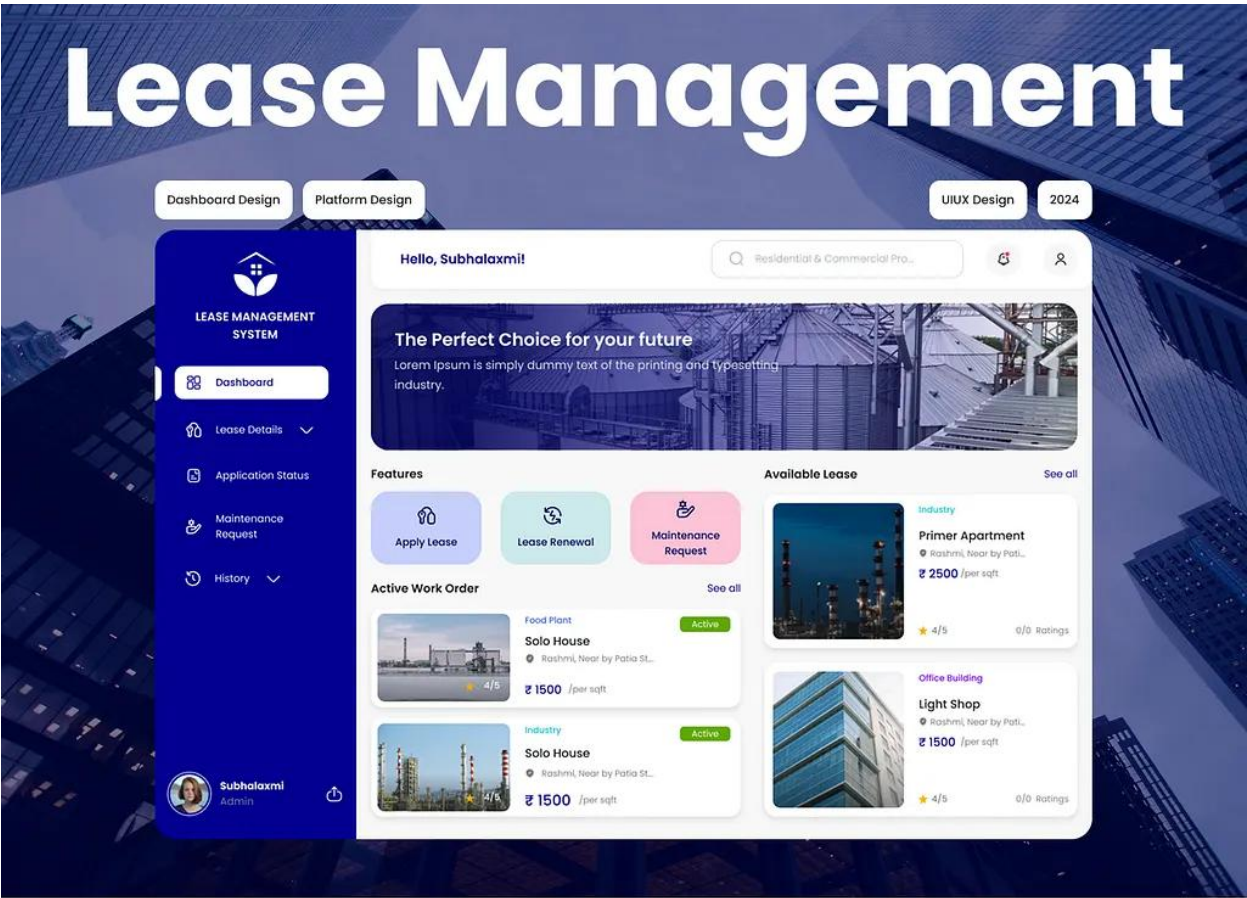 Lease Management
Dashboard Design
Platform Design
UIUX Design
2024
LEASE MANAGEMENT
SYSTEM
Dashboard
Lease Details
Application Status
Maintenance
Request
History
Subhalaxmi
Admin
Hello, Subhalaxmi!
Residential & Commercial Pro...
The Perfect Choice for your future
Lorem Ipsum is simply dummy text of the printing and typesetting
industry.
Features
Apply Lease
Lease Renewal
Maintenance
Request
Active Work Order
See all
Food Plant
Active
Solo House
Rashmi, Near by Patia St...
4/5
₹ 1500 /per sqft
Industry
Active
Solo House
Rashmi, Near by Patia St...
4/5
₹ 1500 /per sqft
Available Lease
See all
Industry
Primer Apartment
Rashmi, Near by Pati...
₹ 2500 /per sqft
4/5
0/0 Ratings
Office Building
Light Shop
Rashmi, Near by Pati...
₹ 1500 /per sqft
4/5
0/0 Ratings